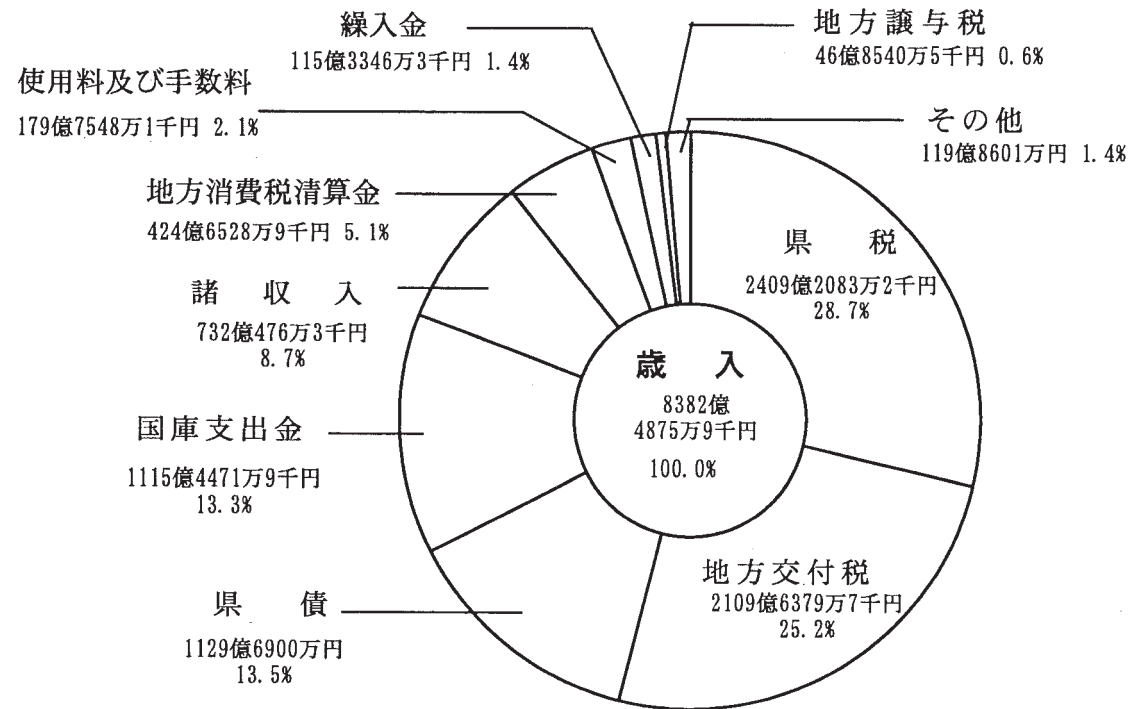 繰入金
115億3346万3千円 1.4%
地方譲与税
46億8540万5千円 0.6%
使用料及び手数料
179億7548万1千円 2.1%
その他
119億8601万円 1.4%
地方消費税清算金
424億6528万9千円 5.1%
県税
2409億2083万2千円
28.7%
諸収入
732億476万3千円
8.7%
歳入
8382億
4875万9千円
100.0%
国庫支出金
1115億4471万9千円
13.3%
地方交付税
2109億6379万7千円
25.2%
県債
1129億6900万円
13.5%